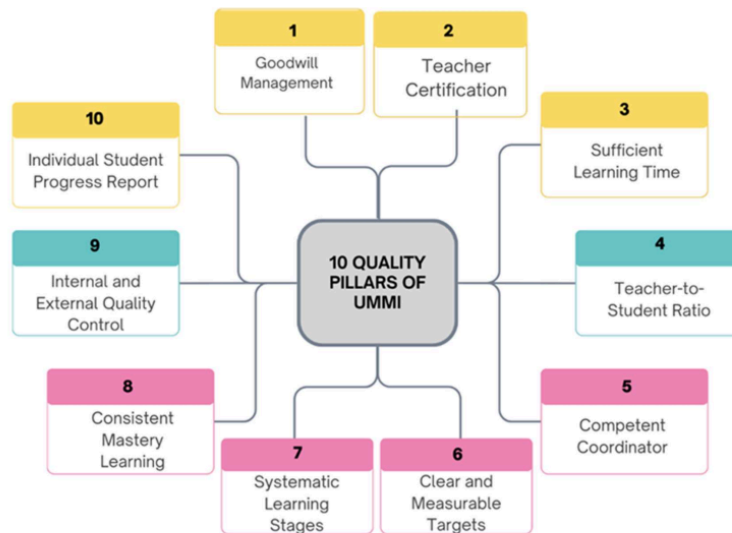 1
Goodwill
Management
2
Teacher
Certification
3
Sufficient
Learning Time
4
Teacher-to-
Student Ratio
5
Competent
Coordinator
6
Clear and
Measurable
Targets
7
Systematic
Learning
Stages
8
Consistent
Mastery
Learning
9
Internal and
External Quality
Control
10
Individual Student
Progress Report
10 QUALITY
PILLARS OF
UMMI